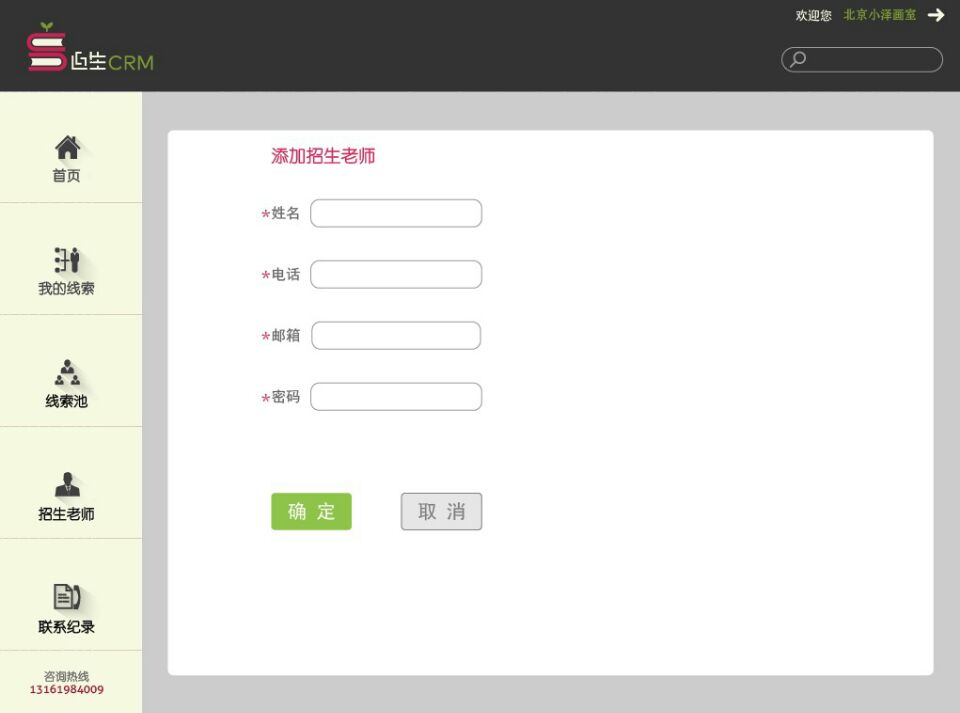 欢迎您 北京小泽画室
生CRM
首页
我的线索
线索池
招生老师
联系纪录
咨询热线
13161984009
添加招生老师
*姓名
*电话
*邮箱
*密码
确 定
取 消